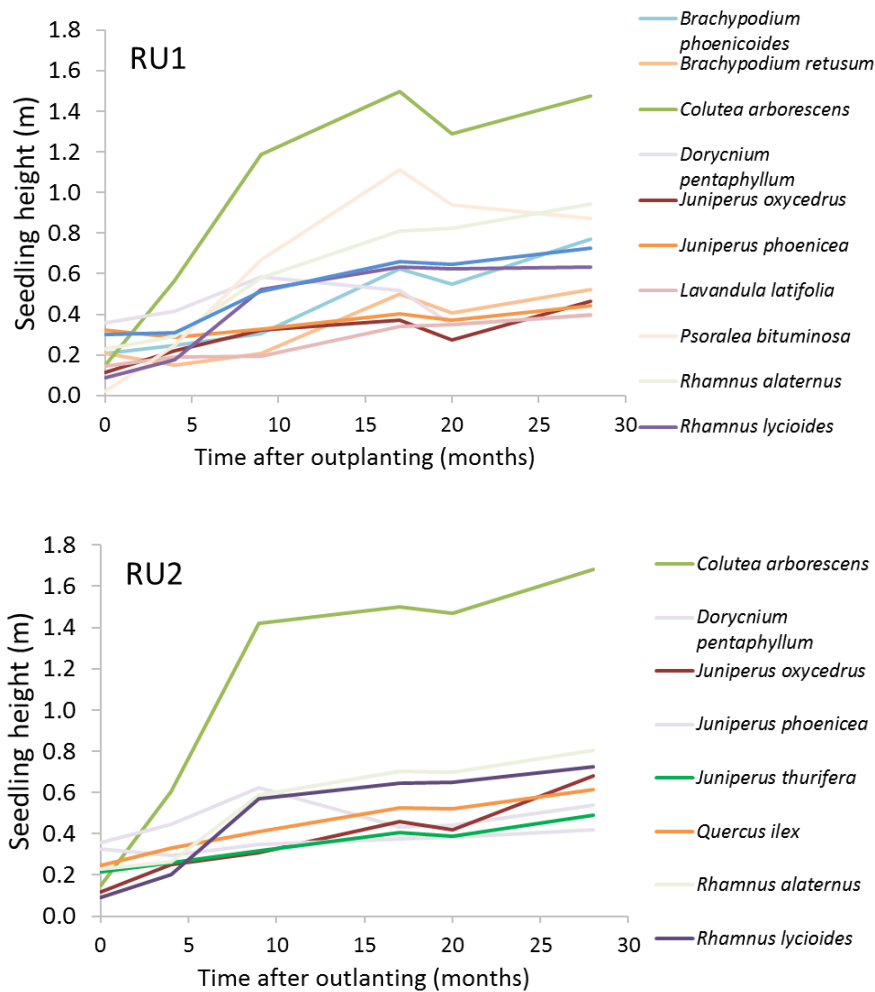 RU1
Seedling height (m)
1.8
1.6
1.4
1.2
1.0
0.8
0.6
0.4
0.2
0.0
0 5 10 15 20 25 30
Time after outplanting (months)
Brachypodium
phoenicoides
Brachypodium retusum
Colutea arborescens
Dorycnium
pentaphyllum
Juniperus oxycedrus
Juniperus phoenicea
Lavandula latifolia
Psoralea bituminosa
Rhamnus alaternus
Rhamnus lycioides
RU2
Seedling height (m)
1.8
1.6
1.4
1.2
1.0
0.8
0.6
0.4
0.2
0.0
0 5 10 15 20 25 30
Time after outlanting (months)
Colutea arborescens
Dorycnium
pentaphyllum
Juniperus oxycedrus
Juniperus phoenicea
Juniperus thurifera
Quercus ilex
Rhamnus alaternus
Rhamnus lycioides